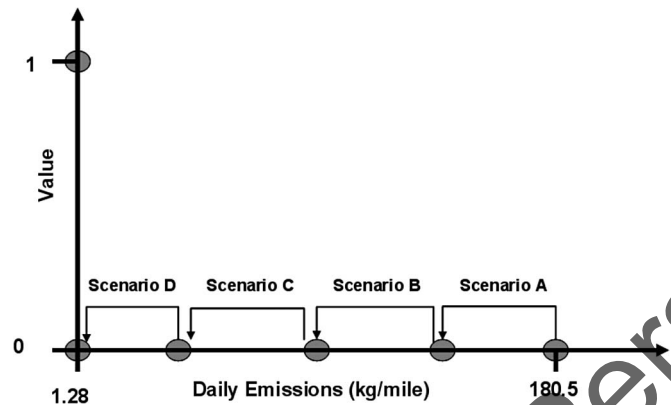 1
Value
Scenario D
Scenario C
Scenario B
Scenario A
0
1.28
Daily Emissions (kg/mile)
180.5